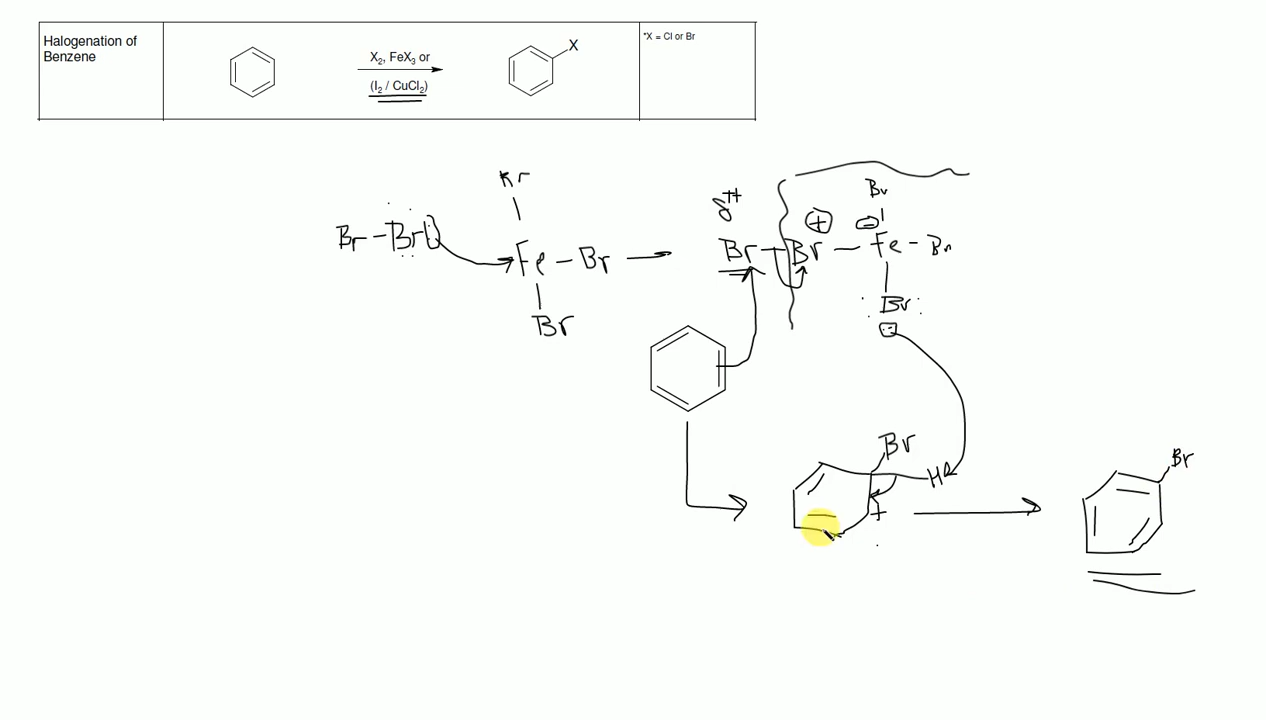 Halogenation of
Benzene
X₂, FeX₃ or
(I₂ / CuCl₂)
X
*X = Cl or Br
Br
Br - Br
Fe - Br
Br
δ++
Br - Br - Fe - Br
+
-
Br
Br
Br
H
+
Br